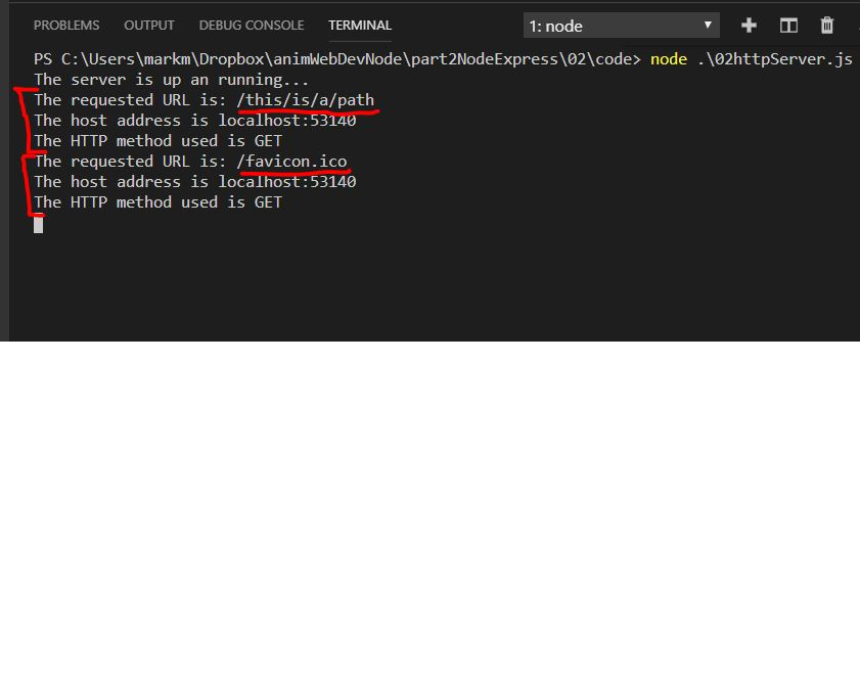 PROBLEMS OUTPUT DEBUG CONSOLE TERMINAL 1: node
PS C:\Users\markm\Dropbox\animWebDevNode\part2NodeExpress\02\code> node .\02httpServer.js
The server is up an running...
The requested URL is: /this/is/a/path
The host address is localhost:53140
The HTTP method used is GET
The requested URL is: /favicon.ico
The host address is localhost:53140
The HTTP method used is GET